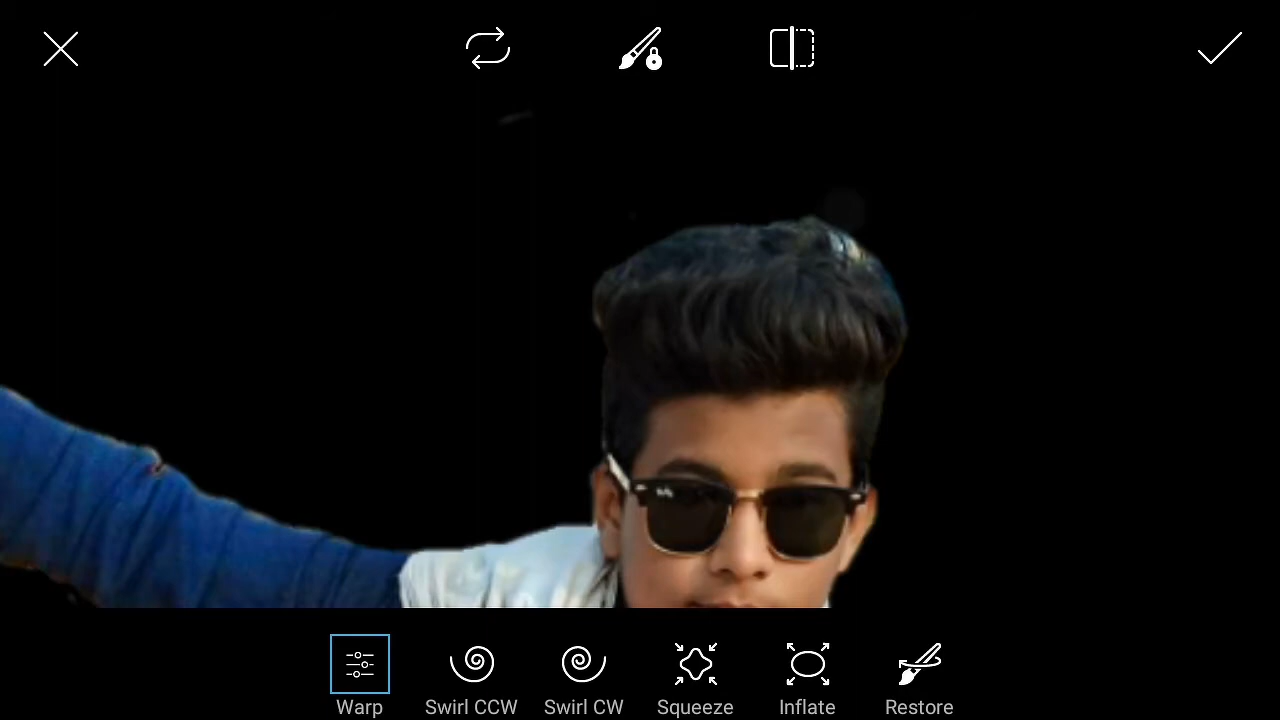 Warp
Swirl CCW
Swirl CW
Squeeze
Inflate
Restore